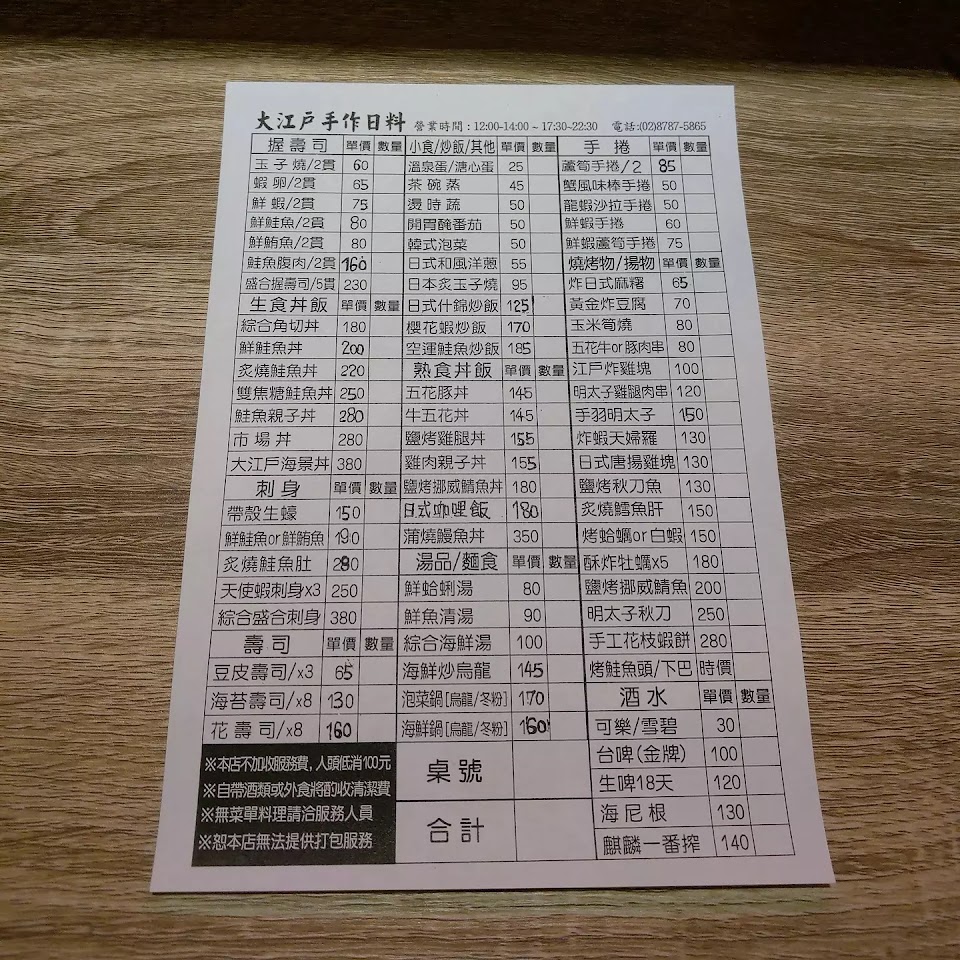 大江戶手作日料 營業時間：12:00-14:00 ~ 17:30~22:30 電話:(02)8787-5865
握壽司 單價 數量
玉子燒/2貫 60
蝦卵/2貫 65
鮮蝦/2貫 75
鮮鮭魚/2貫 80
鮮鮪魚/2貫 80
鮭魚腹肉/2貫 160
盛合握壽司/5貫 230
生食丼飯 單價 數量
綜合角切丼 180
鮮鮭魚丼 200
炙燒鮭魚丼 220
雙焦糖鮭魚丼 250
鮭魚親子丼 280
市場丼 280
大江戶海景丼 380
刺身 單價 數量
帶殼生蠔 150
鮮鮭魚or鮮鮪魚 190
炙燒鮭魚肚 280
天使蝦刺身x3 250
綜合盛合刺身 380
壽司 單價 數量
豆皮壽司/x3 65
海苔壽司/x8 130
花壽司/x8 160
※本店不加收服務費，人頭低消100元
※自帶酒類或外食將酌收清潔費
※無菜單料理請洽服務人員
※恕本店無法提供打包服務
小食/炒飯/其他 單價 數量
溫泉蛋/溏心蛋 25
茶碗蒸 45
燙時蔬 50
開胃醃番茄 50
韓式泡菜 50
日式和風洋蔥 55
日本炙玉子燒 95
日式什錦炒飯 125
櫻花蝦炒飯 170
空運鮭魚炒飯 185
熟食丼飯 單價 數量
五花豚丼 145
牛五花丼 145
鹽烤雞腿丼 155
雞肉親子丼 155
鹽烤挪威鯖魚丼 180
日式咖哩飯 180
蒲燒鰻魚丼 350
湯品/麵食 單價 數量
鮮蛤蜊湯 80
鮮魚清湯 90
綜合海鮮湯 100
海鮮炒烏龍 145
泡菜鍋[烏龍/冬粉] 170
海鮮鍋[烏龍/冬粉] 160
桌號
合計
手捲 單價 數量
蘆筍手捲/2 85
蟹風味棒手捲 50
龍蝦沙拉手捲 50
鮮蝦手捲 60
鮮蝦蘆筍手捲 75
燒烤物/揚物 單價 數量
炸日式麻糬 65
黃金炸豆腐 70
玉米筍燒 80
五花牛or豚肉串 80
江戶炸雞塊 100
明太子雞腿肉串 120
手羽明太子 150
炸蝦天婦羅 130
日式唐揚雞塊 130
鹽烤秋刀魚 130
炙燒鱈魚肝 150
烤蛤蠣or白蝦 150
酥炸牡蠣x5 180
鹽烤挪威鯖魚 200
明太子秋刀 250
手工花枝蝦餅 280
烤鮭魚頭/下巴 時價
酒水 單價 數量
可樂/雪碧 30
台啤(金牌) 100
生啤18天 120
海尼根 130
麒麟一番搾 140